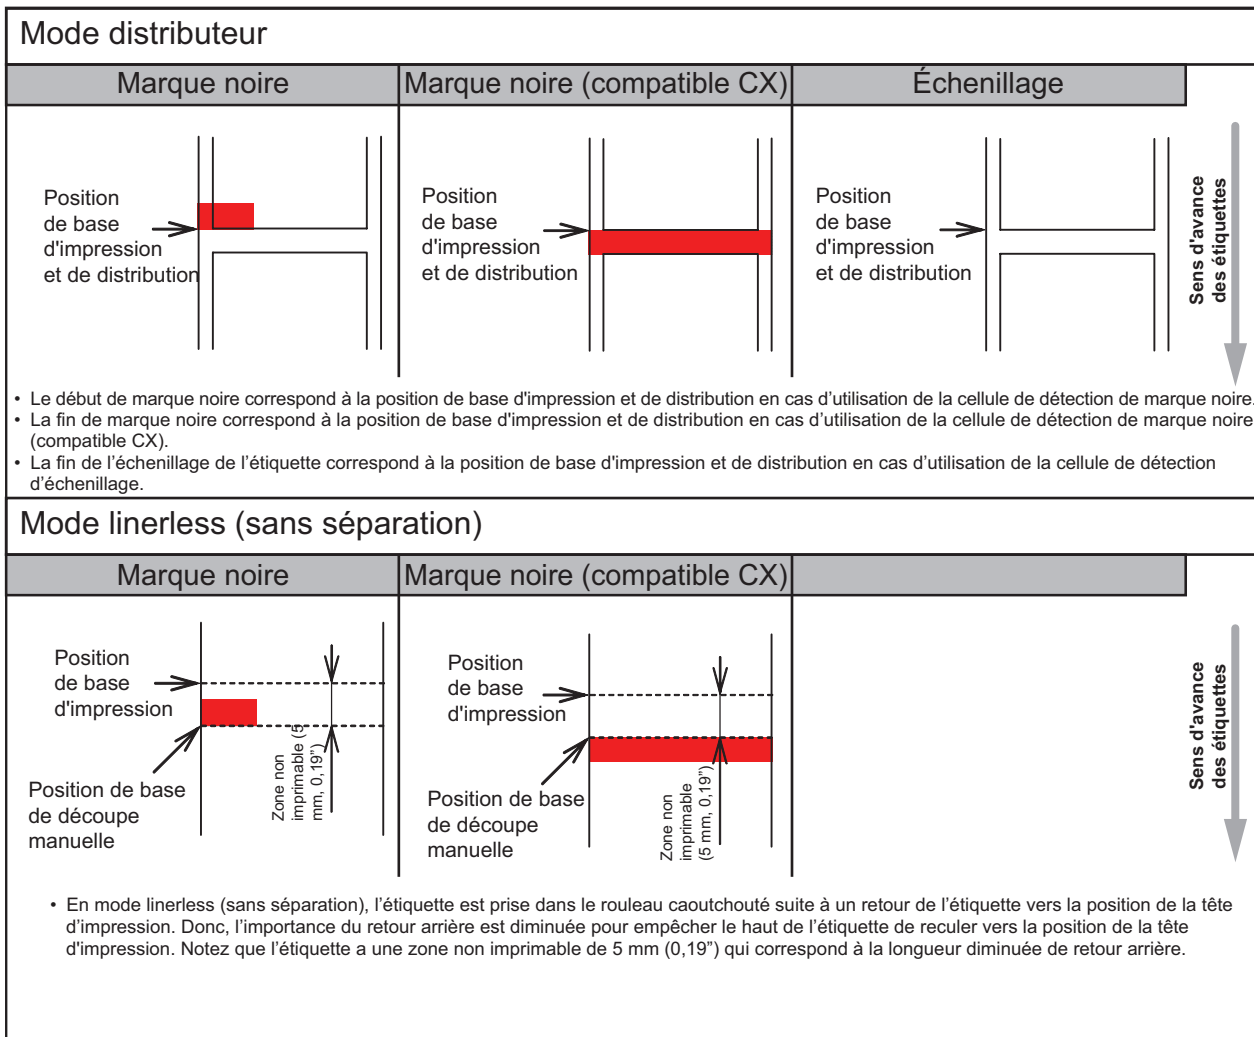 Mode distributeur
Marque noire
Marque noire (compatible CX)
Échenillage
Position
de base
d'impression
et de distribution
Position
de base
d'impression
et de distribution
Position
de base
d'impression
et de distribution
Sens d'avance
des étiquettes
• Le début de marque noire correspond à la position de base d'impression et de distribution en cas d’utilisation de la cellule de détection de marque noire.
• La fin de marque noire correspond à la position de base d'impression et de distribution en cas d’utilisation de la cellule de détection de marque noire
(compatible CX).
• La fin de l’échenillage de l’étiquette correspond à la position de base d'impression et de distribution en cas d’utilisation de la cellule de détection
d’échenillage.
Mode linerless (sans séparation)
Marque noire
Marque noire (compatible CX)
Position
de base
d'impression
Zone non
imprimable (5
mm, 0,19”)
Position de base
de découpe
manuelle
Position
de base
d'impression
Zone non
imprimable
(5 mm, 0,19”)
Position de base
de découpe
manuelle
Sens d'avance
des étiquettes
• En mode linerless (sans séparation), l’étiquette est prise dans le rouleau caoutchouté suite à un retour de l’étiquette vers la position de la tête
d’impression. Donc, l’importance du retour arrière est diminuée pour empêcher le haut de l’étiquette de reculer vers la position de la tête
d'impression. Notez que l’étiquette a une zone non imprimable de 5 mm (0,19”) qui correspond à la longueur diminuée de retour arrière.